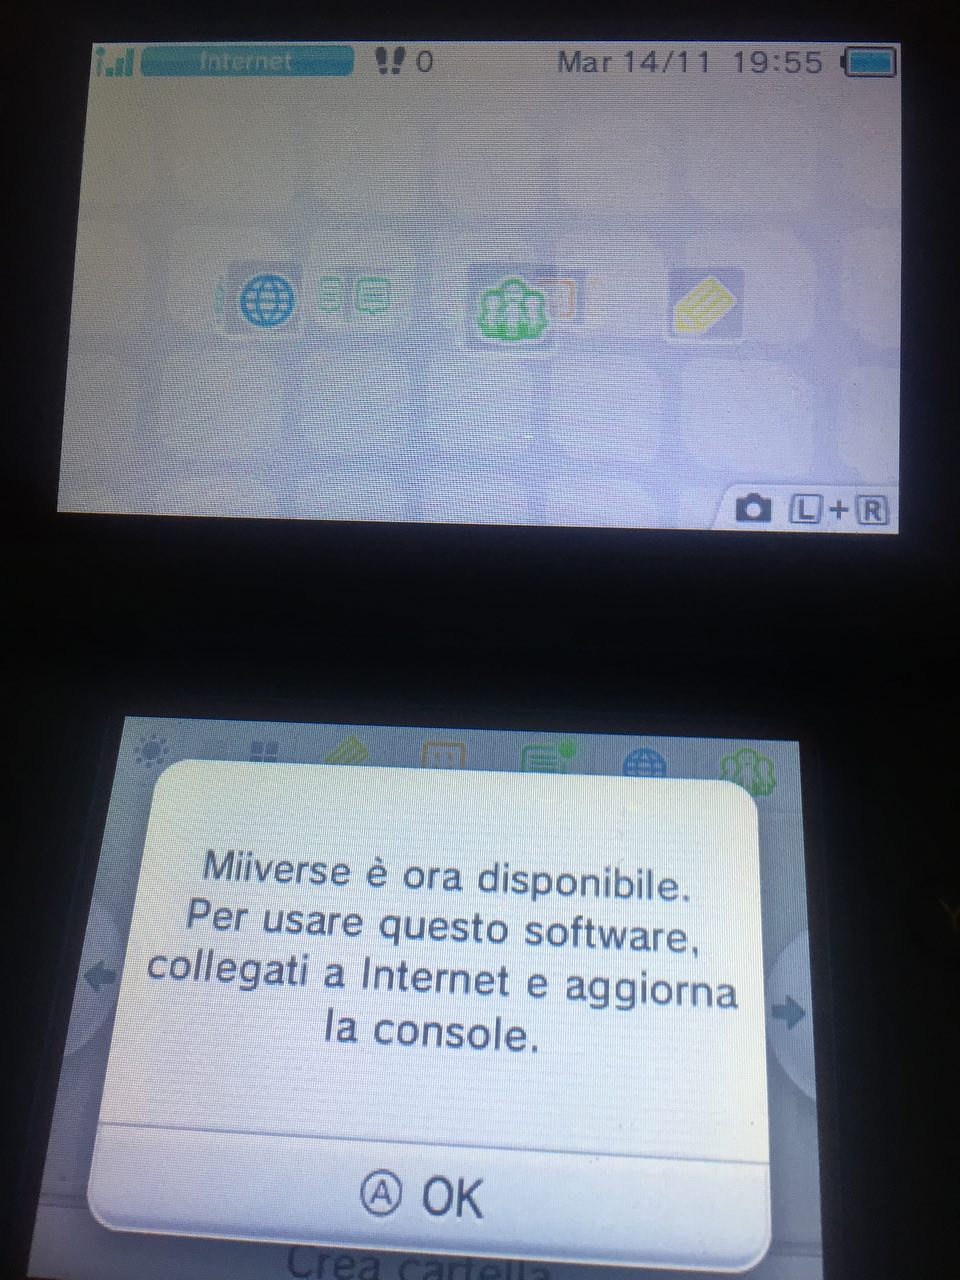 Internet 0 Mar 14/11 19:55
L + R
Miiverse è ora disponibile.
Per usare questo software,
collegati a Internet e aggiorna
la console.
A OK
Crea cartella